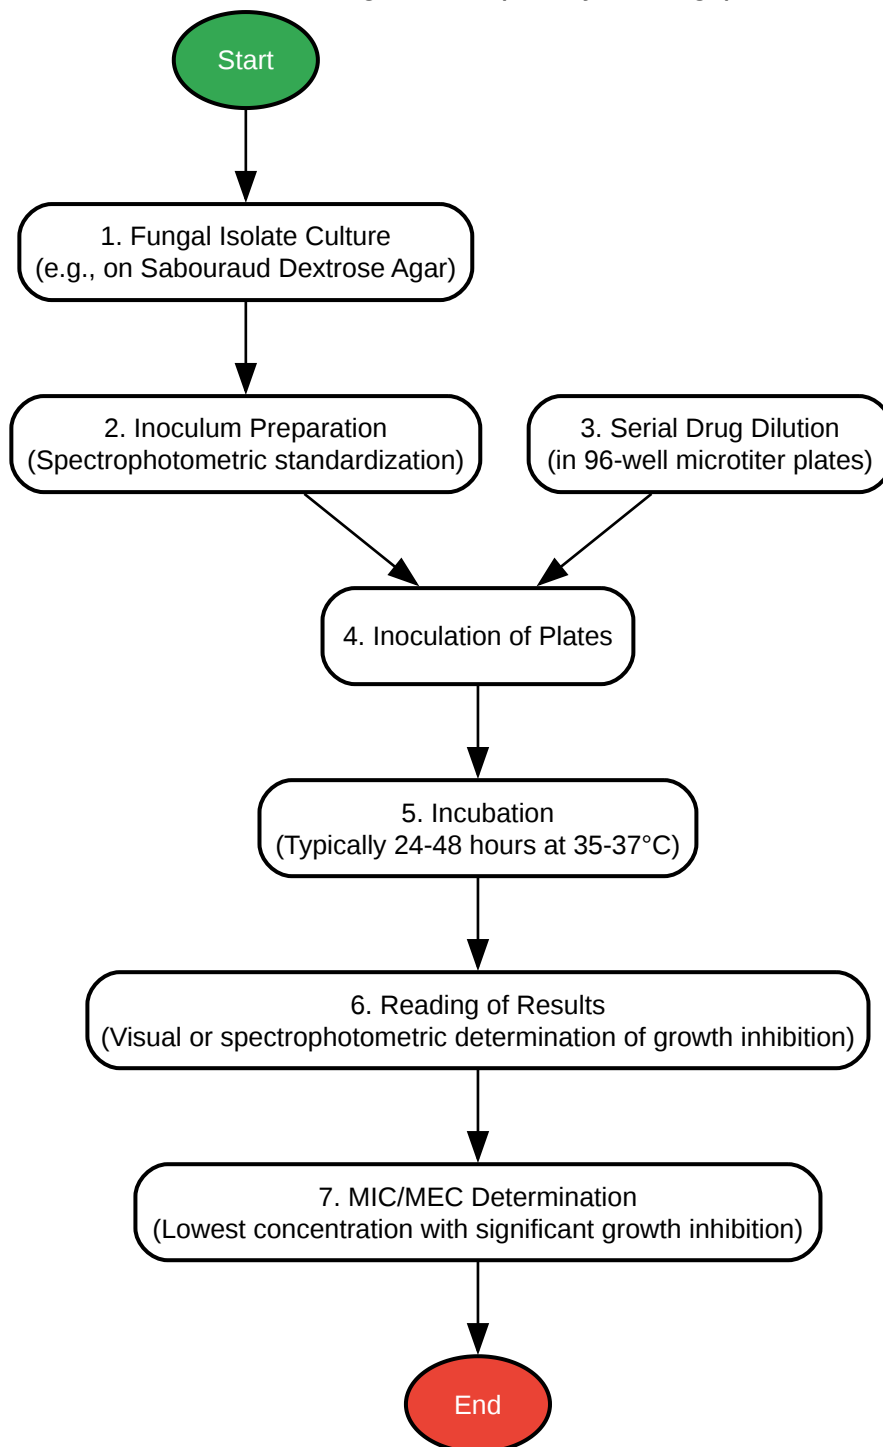 Start
1. Fungal Isolate Culture
(e.g., on Sabouraud Dextrose Agar)
2. Inoculum Preparation
(Spectrophotometric standardization)
3. Serial Drug Dilution
(in 96-well microtiter plates)
4. Inoculation of Plates
5. Incubation
(Typically 24-48 hours at 35-37°C)
6. Reading of Results
(Visual or spectrophotometric determination of growth inhibition)
7. MIC/MEC Determination
(Lowest concentration with significant growth inhibition)
End